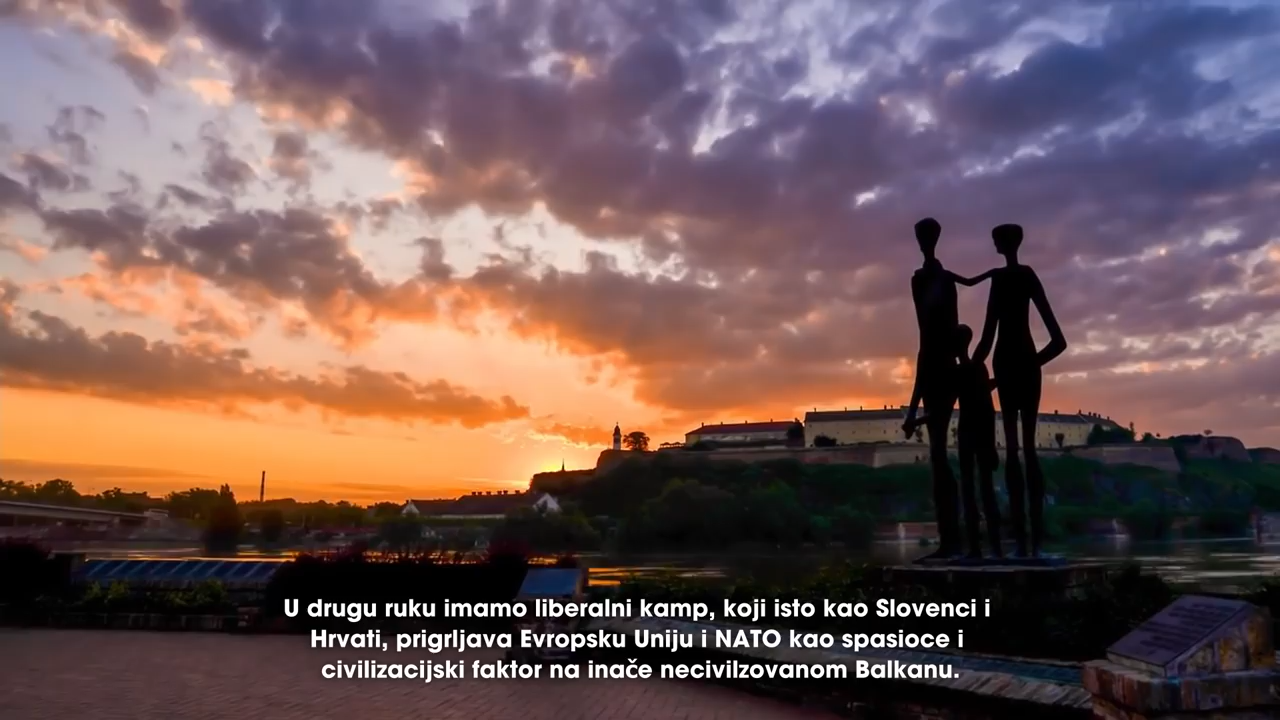 U drugu ruku imamo liberalni kamp, koji isto kao Slovenci i
Hrvati, prigrljava Evropsku Uniju i NATO kao spasioce i
civilizacijski faktor na inače necivilzovanom Balkanu.